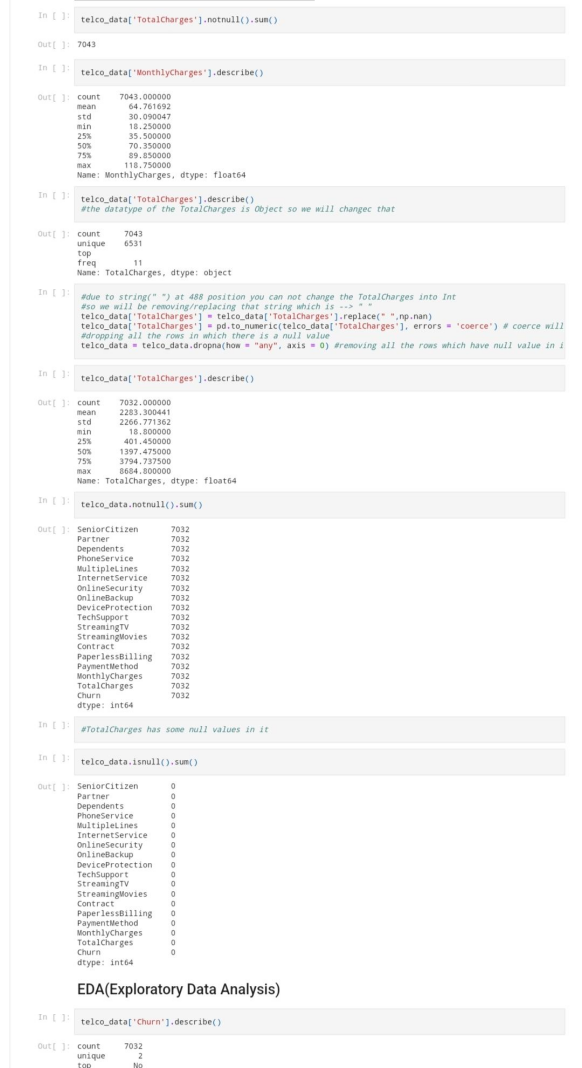 In [ ]: telco_data['TotalCharges'].notnull().sum()
Out[ ]: 7043
In [ ]: telco_data['MonthlyCharges'].describe()
Out[ ]: count    7043.000000
mean       64.761692
std        30.090047
min        18.250000
25%        35.500000
50%        70.350000
75%        89.850000
max       118.750000
Name: MonthlyCharges, dtype: float64
In [ ]: telco_data['TotalCharges'].describe()
#the datatype of the TotalCharges is Object so we will changec that
Out[ ]: count     7043
unique    6531
top
freq        11
Name: TotalCharges, dtype: object
In [ ]: #due to string(" ") at 488 position you can not change the TotalCharges into Int
#so we will be removing/replacing that string which is --> " "
telco_data['TotalCharges'] = telco_data['TotalCharges'].replace(" ",np.nan)
telco_data['TotalCharges'] = pd.to_numeric(telco_data['TotalCharges'], errors = 'coerce') # coerce will
#dropping all the rows in which there is a null value
telco_data = telco_data.dropna(how = "any", axis = 0) #removing all the rows which have null value in i
In [ ]: telco_data['TotalCharges'].describe()
Out[ ]: count    7032.000000
mean     2283.300441
std      2266.771362
min        18.800000
25%       401.450000
50%      1397.475000
75%      3794.737500
max      8684.800000
Name: TotalCharges, dtype: float64
In [ ]: telco_data.notnull().sum()
Out[ ]: SeniorCitizen       7032
Partner             7032
Dependents          7032
PhoneService        7032
MultipleLines       7032
InternetService     7032
OnlineSecurity      7032
OnlineBackup        7032
DeviceProtection    7032
TechSupport         7032
StreamingTV         7032
StreamingMovies     7032
Contract            7032
PaperlessBilling    7032
PaymentMethod       7032
MonthlyCharges      7032
TotalCharges        7032
Churn               7032
dtype: int64
In [ ]: #TotalCharges has some null values in it
In [ ]: telco_data.isnull().sum()
Out[ ]: SeniorCitizen       0
Partner             0
Dependents          0
PhoneService        0
MultipleLines       0
InternetService     0
OnlineSecurity      0
OnlineBackup        0
DeviceProtection    0
TechSupport         0
StreamingTV         0
StreamingMovies     0
Contract            0
PaperlessBilling    0
PaymentMethod       0
MonthlyCharges      0
TotalCharges        0
Churn               0
dtype: int64
EDA(Exploratory Data Analysis)
In [ ]: telco_data['Churn'].describe()
Out[ ]: count     7032
unique       2
top         No